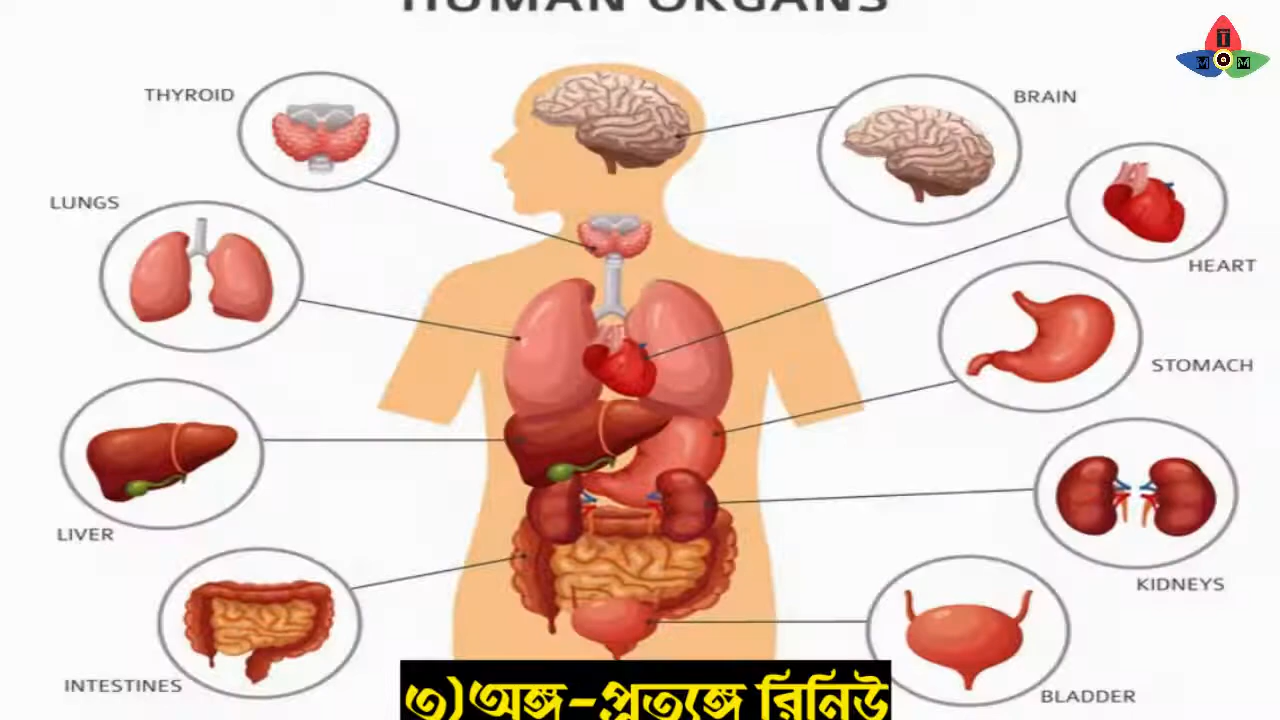 HUMAN ORGANS
THYROID
BRAIN
LUNGS
HEART
STOMACH
LIVER
KIDNEYS
INTESTINES
BLADDER
T
M M
৩)অঙ্গ-প্রত্যঙ্গে রিনিউ